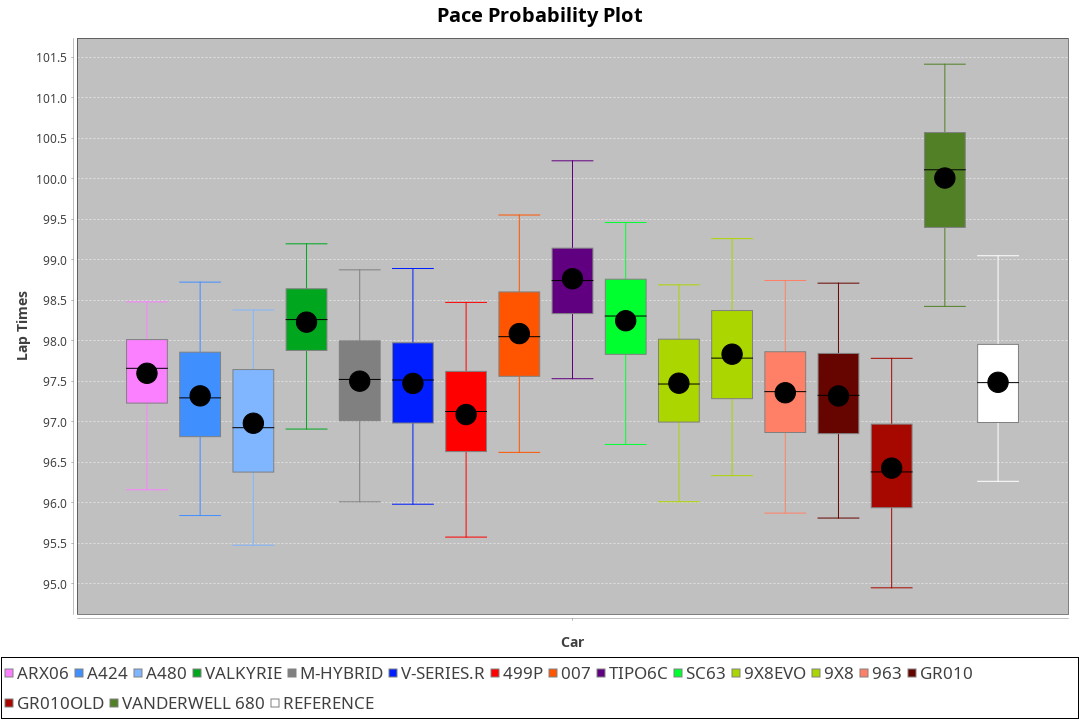 Pace Probability Plot
101.5
101.0
100.5
100.0
99.5
99.0
98.5
98.0
97.5
97.0
96.5
96.0
95.5
95.0
Lap Times
Car
ARX06 A424 A480 VALKYRIE M-HYBRID V-SERIES.R 499P 007 TIPO6C SC63 9X8EVO 9X8 963 GR010
GR010OLD VANDERWELL 680 REFERENCE